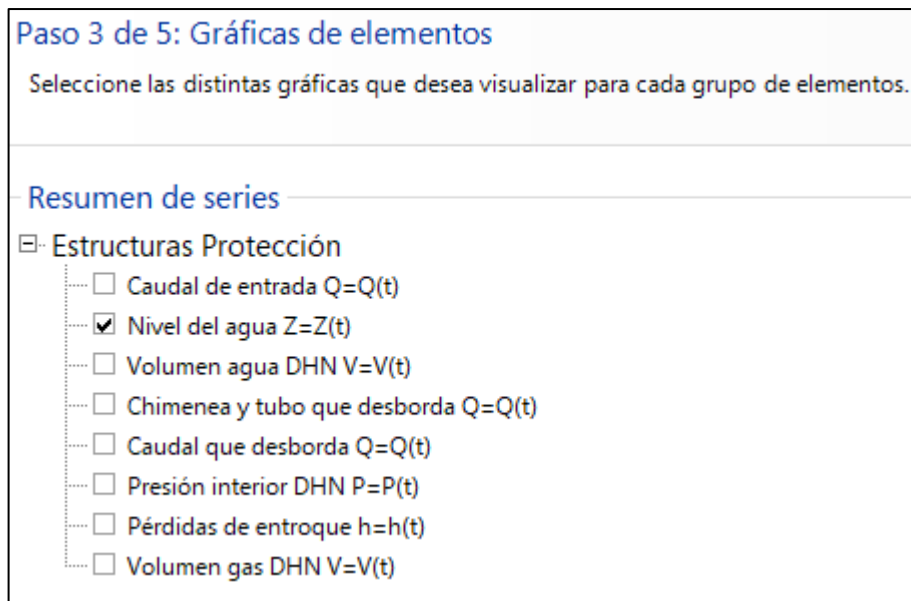 Paso 3 de 5: Gráficas de elementos
Seleccione las distintas gráficas que desea visualizar para cada grupo de elementos.
Resumen de series
Estructuras Protección
Caudal de entrada Q=Q(t)
Nivel del agua Z=Z(t)
Volumen agua DHN V=V(t)
Chimenea y tubo que desborda Q=Q(t)
Caudal que desborda Q=Q(t)
Presión interior DHN P=P(t)
Pérdidas de entroque h=h(t)
Volumen gas DHN V=V(t)